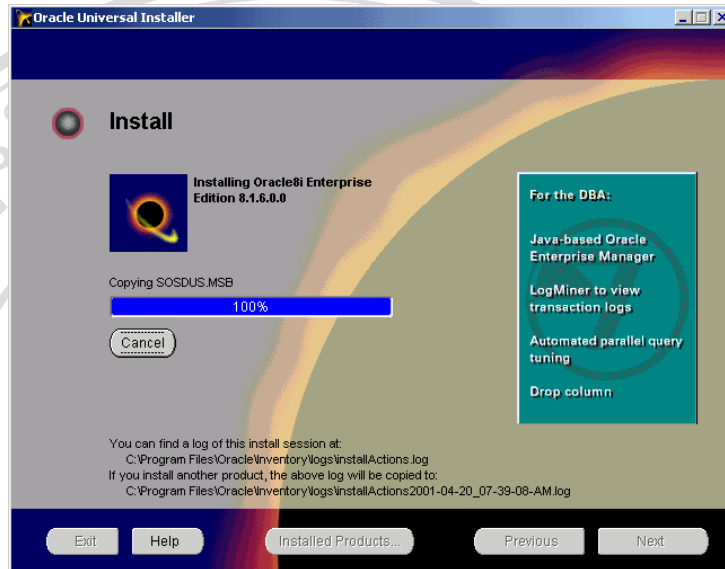 Oracle Universal Installer
Install
Installing Oracle8i Enterprise
Edition 8.1.6.0.0
Copying SOSDUS.MSB
100%
Cancel
For the DBA:
Java-based Oracle
Enterprise Manager
LogMiner to view
transaction logs
Automated parallel query
tuning
Drop column
You can find a log of this install session at:
C:\Program Files\Oracle\Inventory\logs\installActions.log
If you install another product, the above log will be copied to:
C:\Program Files\Oracle\Inventory\logs\installActions2001-04-20_07-39-08-AM.log
Exit
Help
Installed Products...
Previous
Next